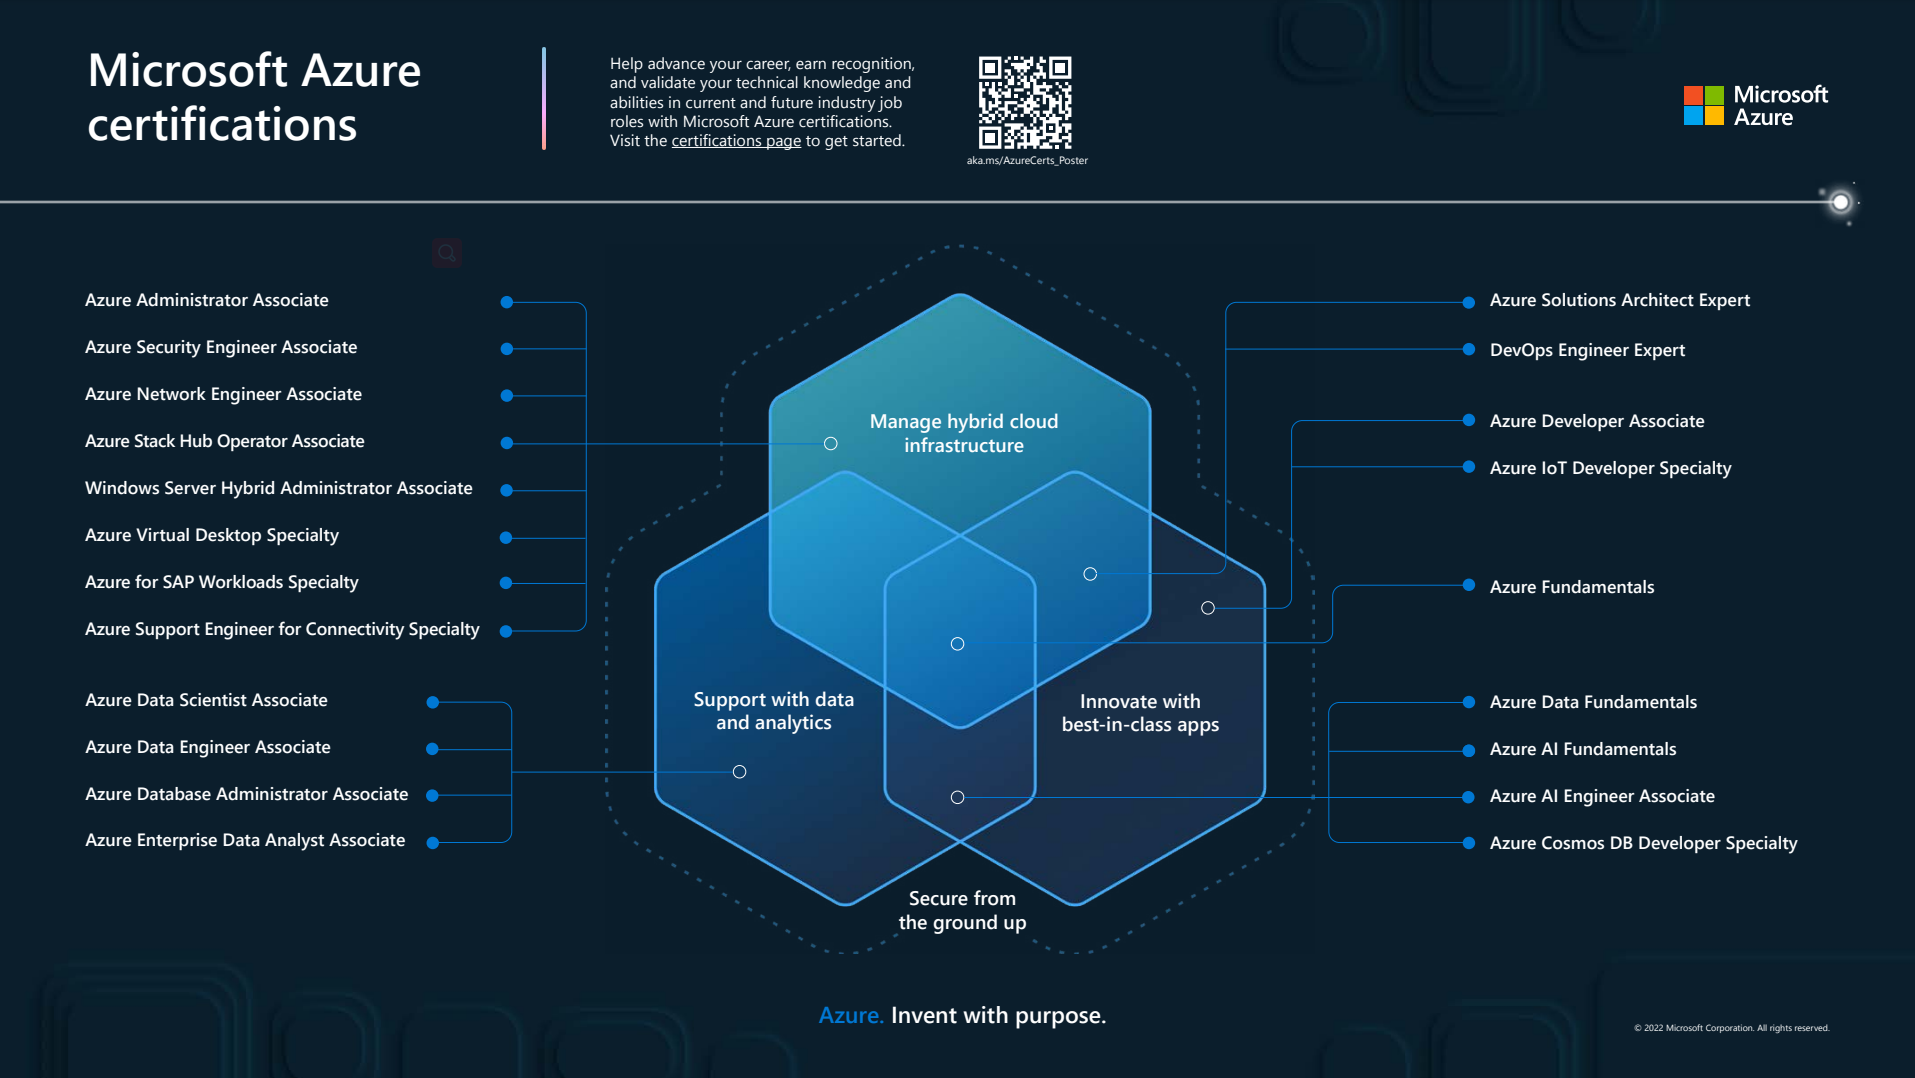 Microsoft Azure
certifications
Help advance your career, earn recognition,
and validate your technical knowledge and
abilities in current and future industry job
roles with Microsoft Azure certifications.
Visit the certifications page to get started.
aka.ms/AzureCerts_Poster
Microsoft
Azure
Azure Administrator Associate
Azure Security Engineer Associate
Azure Network Engineer Associate
Azure Stack Hub Operator Associate
Windows Server Hybrid Administrator Associate
Azure Virtual Desktop Specialty
Azure for SAP Workloads Specialty
Azure Support Engineer for Connectivity Specialty
Azure Data Scientist Associate
Azure Data Engineer Associate
Azure Database Administrator Associate
Azure Enterprise Data Analyst Associate
Manage hybrid cloud
infrastructure
Support with data
and analytics
Innovate with
best-in-class apps
Secure from
the ground up
Azure Solutions Architect Expert
DevOps Engineer Expert
Azure Developer Associate
Azure IoT Developer Specialty
Azure Fundamentals
Azure Data Fundamentals
Azure AI Fundamentals
Azure AI Engineer Associate
Azure Cosmos DB Developer Specialty
Azure. Invent with purpose.
© 2022 Microsoft Corporation. All rights reserved.